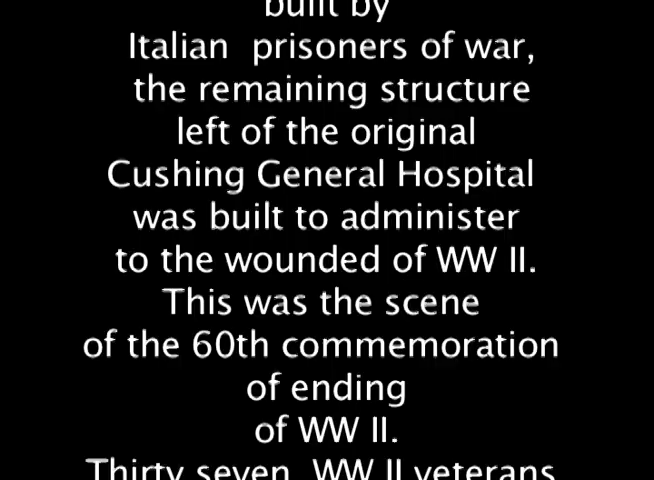 built by
Italian prisoners of war,
the remaining structure
left of the original
Cushing General Hospital
was built to administer
to the wounded of WW II.
This was the scene
of the 60th commemoration
of ending
of WW II.
Thirty seven WW II veterans